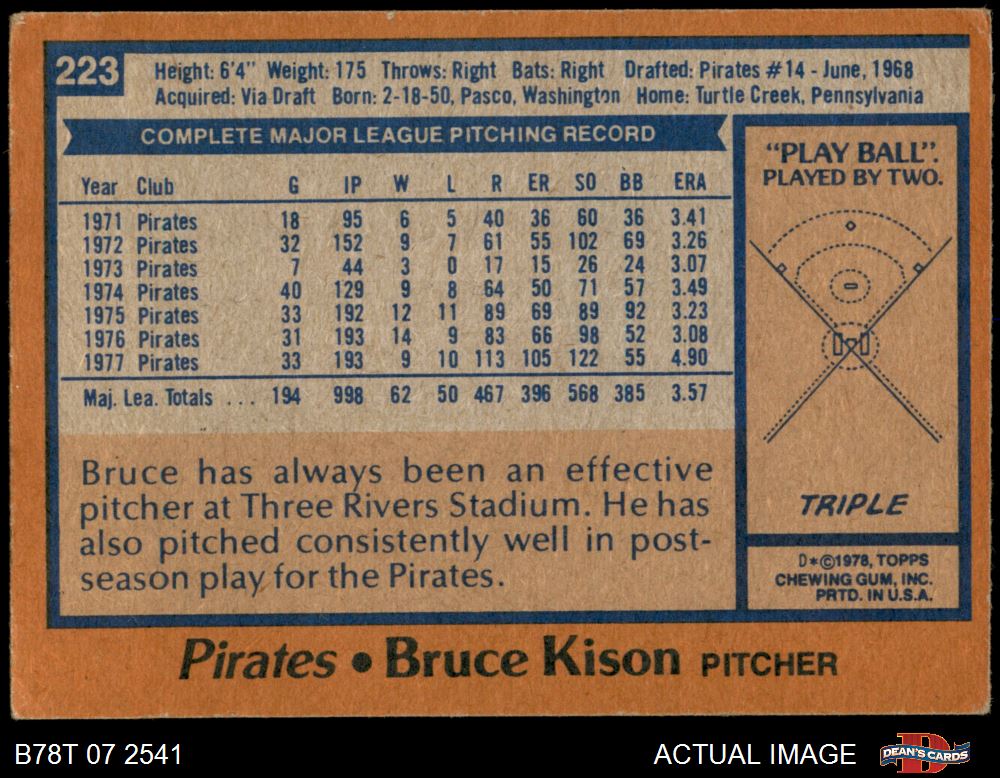 223
Height: 6'4" Weight: 175 Throws: Right Bats: Right Drafted: Pirates #14 - June, 1968
Acquired: Via Draft Born: 2-18-50, Pasco, Washington Home: Turtle Creek, Pennsylvania
COMPLETE MAJOR LEAGUE PITCHING RECORD
Year Club G IP W L R ER SO BB ERA
1971 Pirates 18 95 6 5 40 36 60 36 3.41
1972 Pirates 32 152 9 7 61 55 102 69 3.26
1973 Pirates 7 44 3 0 17 15 26 24 3.07
1974 Pirates 40 129 9 8 64 50 71 57 3.49
1975 Pirates 33 192 12 11 89 69 89 92 3.23
1976 Pirates 31 193 14 9 83 66 98 52 3.08
1977 Pirates 33 193 9 10 113 105 122 55 4.90
Maj. Lea. Totals ... 194 998 62 50 467 396 568 385 3.57
Bruce has always been an effective
pitcher at Three Rivers Stadium. He has
also pitched consistently well in post-
season play for the Pirates.
"PLAY BALL".
PLAYED BY TWO.
TRIPLE
D*©1978, TOPPS
CHEWING GUM, INC.
PRTD. IN U.S.A.
Pirates • Bruce Kison PITCHER
B78T 07 2541
ACTUAL IMAGE
DEAN'S CARDS